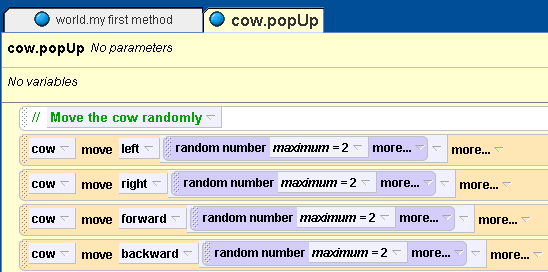 world.my first method cow.popUp
cow.popUp No parameters
No variables
// Move the cow randomly
cow move left random number maximum = 2 more... more...
cow move right random number maximum = 2 more... more...
cow move forward random number maximum = 2 more... more...
cow move backward random number maximum = 2 more... more...